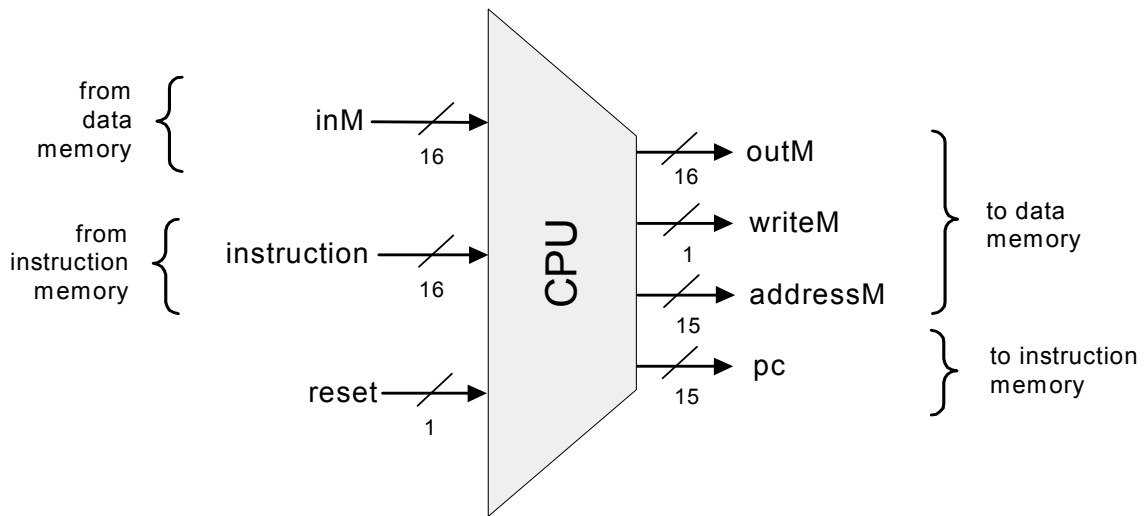 from
data
memory
inM
16
from
instruction
memory
instruction
16
reset
1
CPU
outM
16
writeM
1
addressM
15
pc
15
to data
memory
to instruction
memory